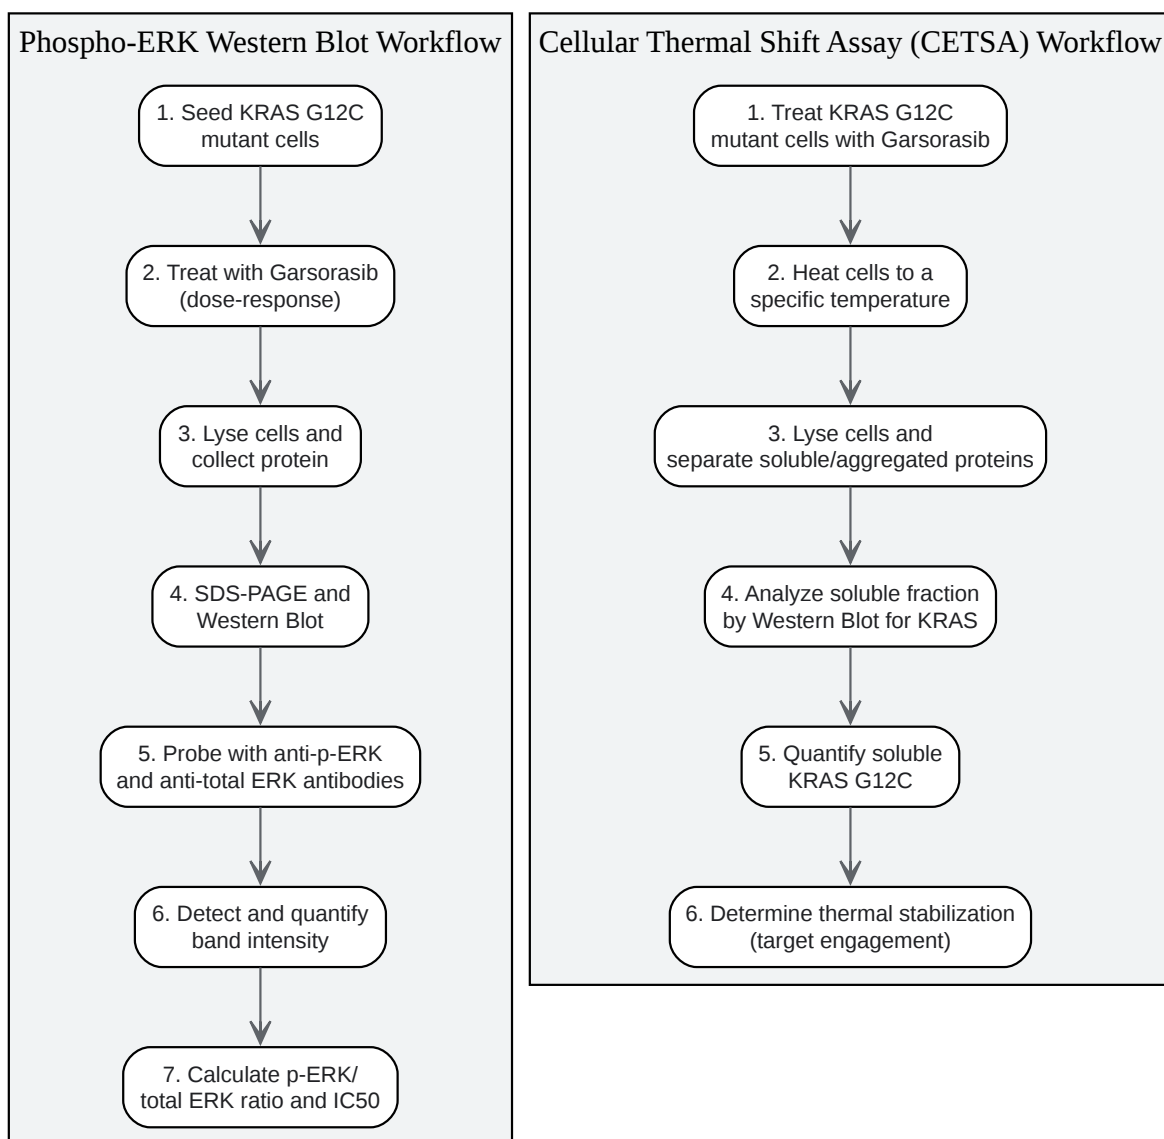 Phospho-ERK Western Blot Workflow
1. Seed KRAS G12C
mutant cells
2. Treat with Garsorasib
(dose-response)
3. Lyse cells and
collect protein
4. SDS-PAGE and
Western Blot
5. Probe with anti-p-ERK
and anti-total ERK antibodies
6. Detect and quantify
band intensity
7. Calculate p-ERK/
total ERK ratio and IC50
Cellular Thermal Shift Assay (CETSA) Workflow
1. Treat KRAS G12C
mutant cells with Garsorasib
2. Heat cells to a
specific temperature
3. Lyse cells and
separate soluble/aggregated proteins
4. Analyze soluble fraction
by Western Blot for KRAS
5. Quantify soluble
KRAS G12C
6. Determine thermal stabilization
(target engagement)